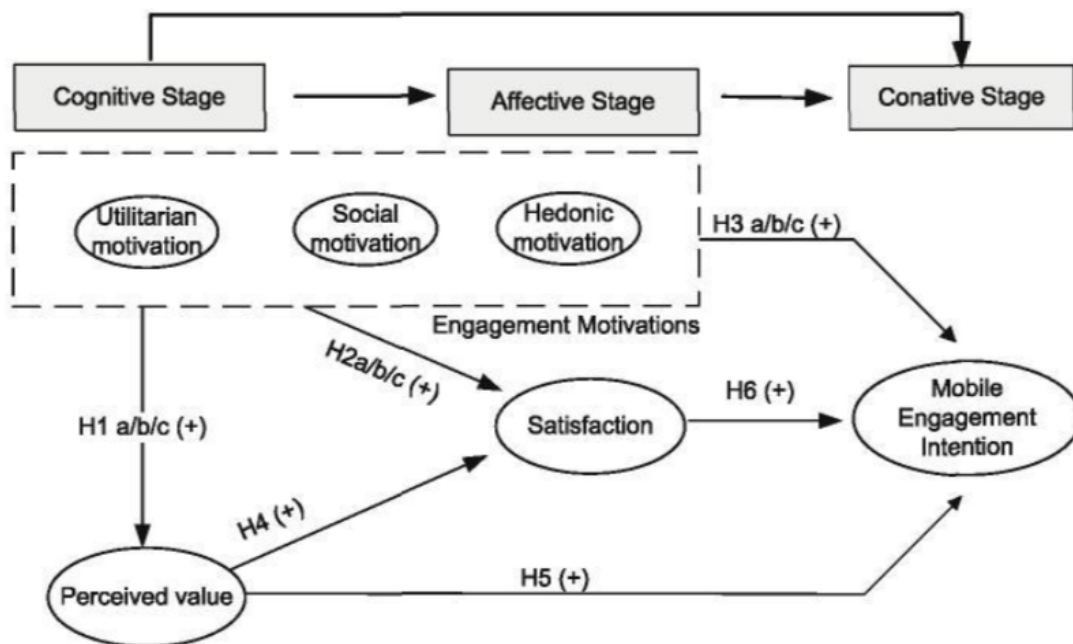 Cognitive Stage
Affective Stage
Conative Stage
Utilitarian
motivation
Social
motivation
Hedonic
motivation
H3 a/b/c (+)
Engagement Motivations
H2a/b/c (+)
H1 a/b/c (+)
Satisfaction
H6 (+)
Mobile
Engagement
Intention
H4 (+)
H5 (+)
Perceived value